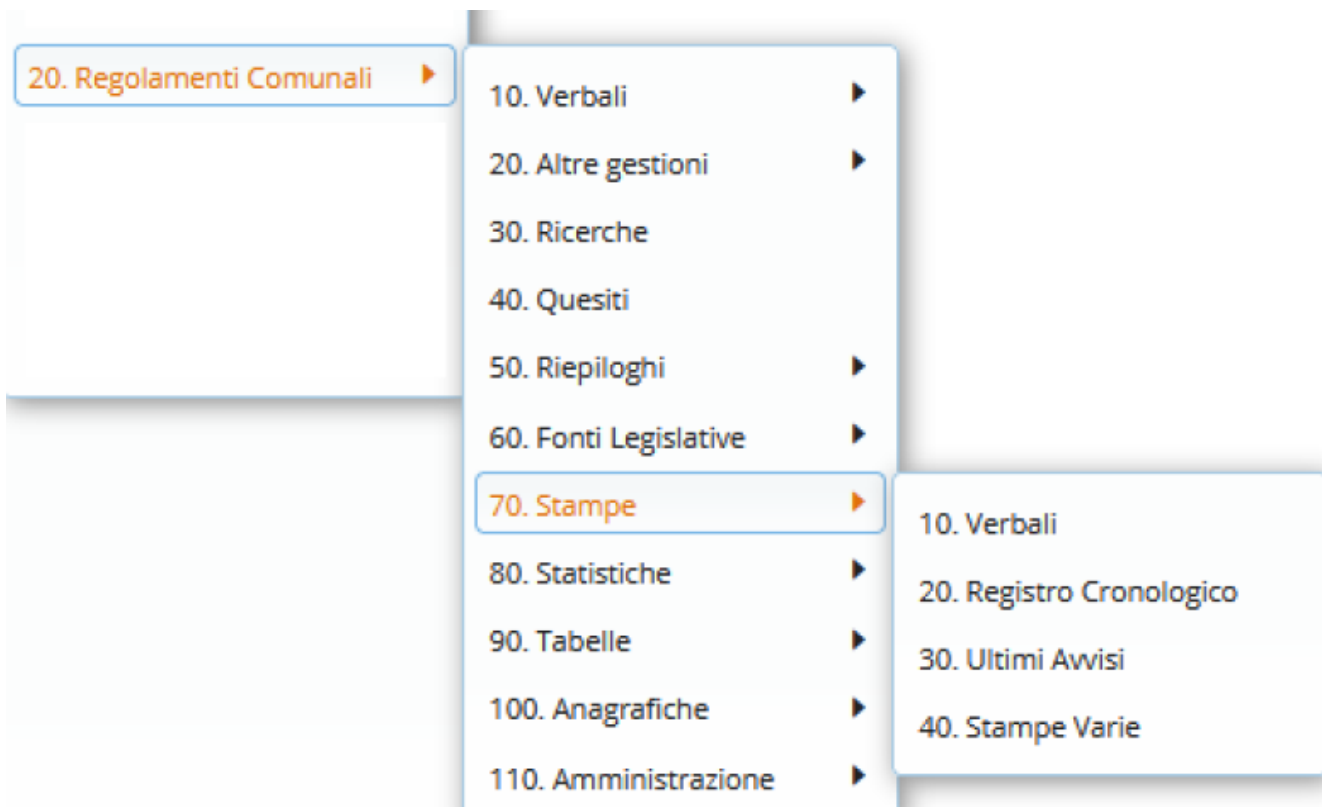 20. Regolamenti Comunali
10. Verbali
20. Altre gestioni
30. Ricerche
40. Quesiti
50. Riepiloghi
60. Fonti Legislative
70. Stampe
80. Statistiche
90. Tabelle
100. Anagrafiche
110. Amministrazione
10. Verbali
20. Registro Cronologico
30. Ultimi Avvisi
40. Stampe Varie